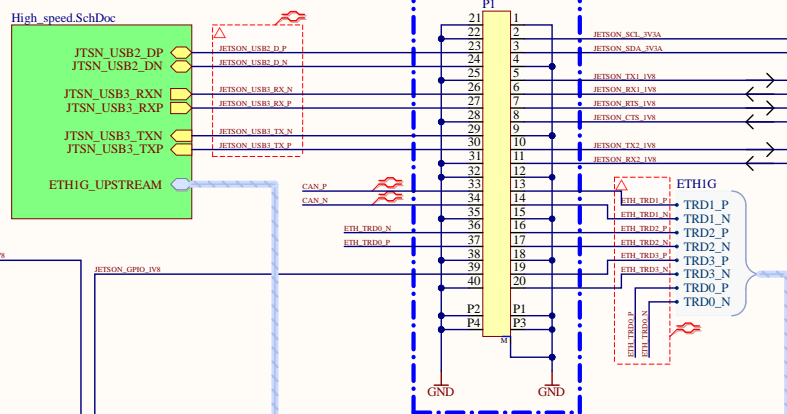 High_speed.SchDoc
JTSN_USB2_DP
JTSN_USB2_DN
JTSN_USB3_RXN
JTSN_USB3_RXP
JTSN_USB3_TXN
JTSN_USB3_TXP
ETH1G_UPSTREAM
JETSON_USB2_D_P
JETSON_USB2_D_N
JETSON_USB3_RX_N
JETSON_USB3_RX_P
JETSON_USB3_TX_N
JETSON_USB3_TX_P
CAN_P
CAN_N
ETH_TRD0_N
ETH_TRD0_P
JETSON_GPIO_1V8
P1
21 1
22 2
23 3
24 4
25 5
26 6
27 7
28 8
29 9
30 10
31 11
32 12
33 13
34 14
35 15
36 16
37 17
38 18
39 19
40 20
P2 P1
P4 P3
M
GND GND
JETSON_SCL_3V3A
JETSON_SDA_3V3A
JETSON_TX1_1V8
JETSON_RX1_1V8
JETSON_RTS_1V8
JETSON_CTS_1V8
JETSON_TX2_1V8
JETSON_RX2_1V8
ETH1G
ETH_TRD1_P TRD1_P
ETH_TRD1_N TRD1_N
ETH_TRD2_P TRD2_P
ETH_TRD2_N TRD2_N
ETH_TRD3_P TRD3_P
ETH_TRD3_N TRD3_N
TRD0_P
TRD0_N
ETH_TRD0_P
ETH_TRD0_N